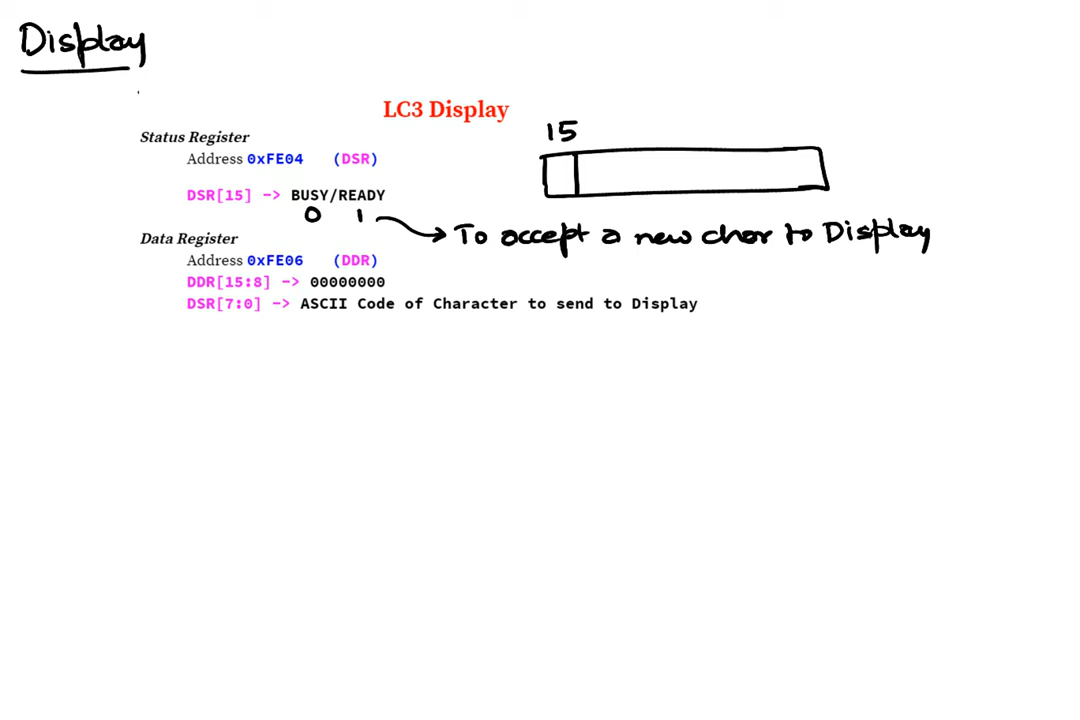 Display
LC3 Display
15
Status Register
Address 0xFE04 (DSR)
DSR[15] -> BUSY/READY
0 1
To accept a new char to Display
Data Register
Address 0xFE06 (DDR)
DDR[15:8] -> 00000000
DSR[7:0] -> ASCII Code of Character to send to Display